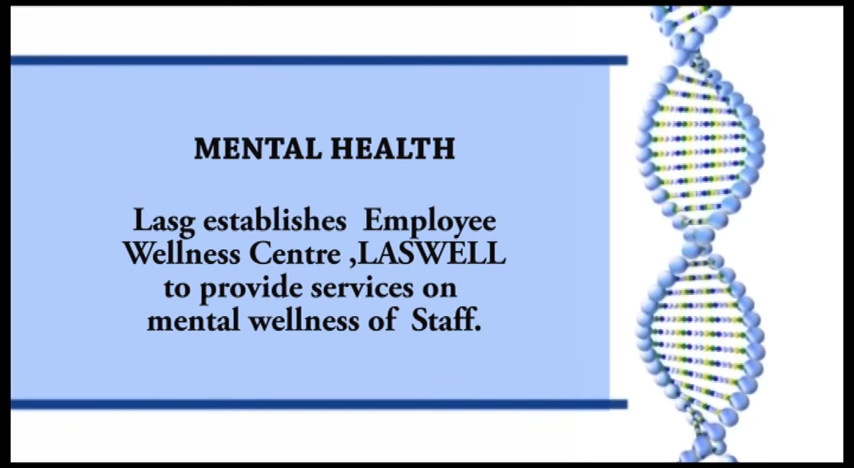 MENTAL HEALTH
Lasg establishes Employee
Wellness Centre ,LASWELL
to provide services on
mental wellness of Staff.